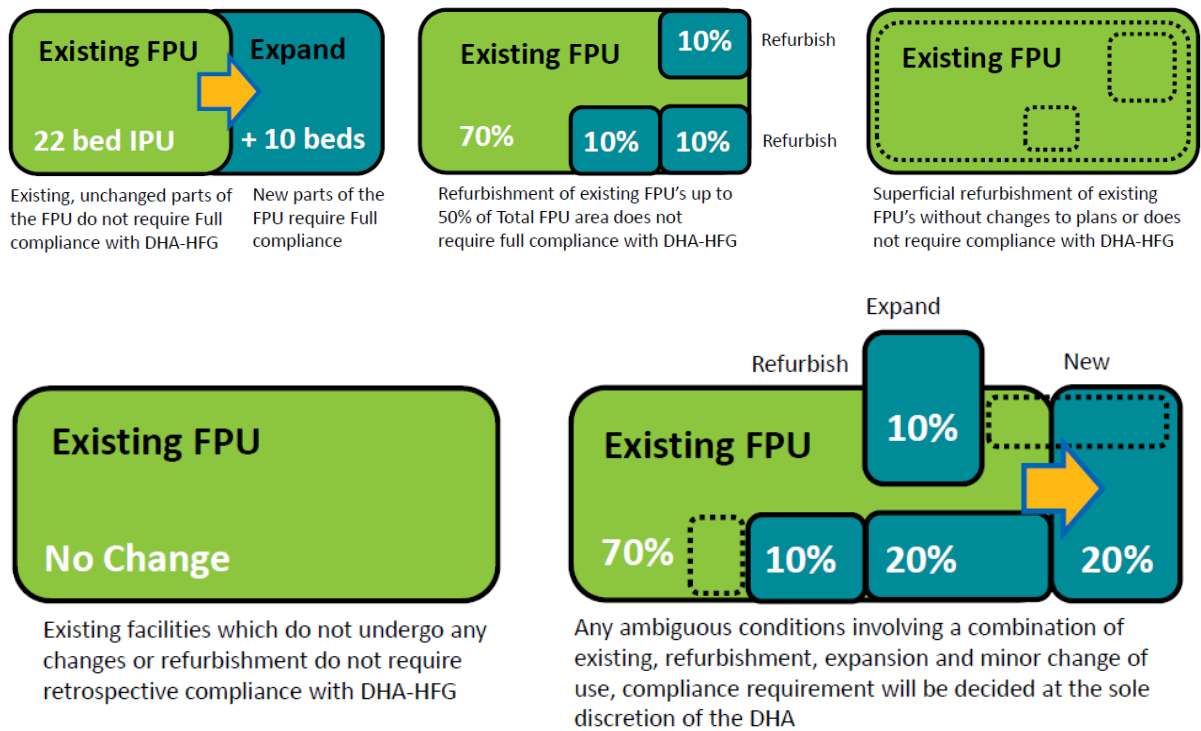 Existing FPU
Expand
22 bed IPU
+ 10 beds
Existing, unchanged parts of
the FPU do not require Full
compliance with DHA-HFG
New parts of the
FPU require Full
compliance
Existing FPU
10%
Refurbish
70%
10%
10%
Refurbish
Refurbishment of existing FPU's up to
50% of Total FPU area does not
require full compliance with DHA-HFG
Existing FPU
Superficial refurbishment of existing
FPU's without changes to plans or does
not require compliance with DHA-HFG
Existing FPU
No Change
Existing facilities which do not undergo any
changes or refurbishment do not require
retrospective compliance with DHA-HFG
Expand
Refurbish
New
Existing FPU
10%
70%
10%
20%
20%
Any ambiguous conditions involving a combination of
existing, refurbishment, expansion and minor change of
use, compliance requirement will be decided at the sole
discretion of the DHA